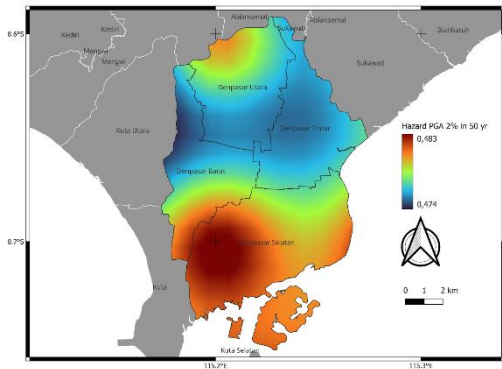 8.6°S
8.7°S
Abiansemal
Abiansemal
Sukawati
Kediri
Kediri
Mengwi
Mengwi
Blahbatuh
Sukawati
Denpasar Utara
Kuta Utara
Denpasar Timur
Denpasar Barat
Denpasar Selatan
Kuta
Kuta Selatan
115.2°E
115.3°E
Hazard PGA 2% in 50 yr
0,483
0,474
0 1 2 km